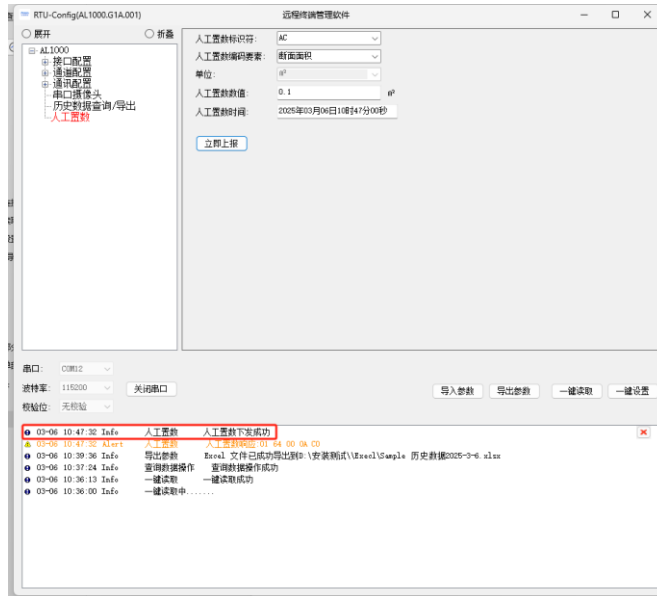 RTU-Config(AL1000.G1A.001)
远程终端管理软件
展开
折叠
AL1000
接口配置
通道配置
通讯配置
串口摄像头
历史数据查询/导出
人工置数
人工置数标识符: AC
人工置数编码要素: 断面面积
单位: m²
人工置数数值: 0.1 m²
人工置数时间: 2025年03月06日10时47分00秒
立即上报
串口: COM12
波特率: 115200 关闭串口
校验位: 无校验
导入参数 导出参数 一键读取 一键设置
03-06 10:47:32 Info 人工置数 人工置数下发成功
03-06 10:47:32 Alert 人工置数 人工置数响应:01 64 00 0A C0
03-06 10:39:36 Info 导出参数 Excel 文件已成功导出到D:\安装测试\\Execl\Sample 历史数据2025-3-6.xlsx
03-06 10:37:24 Info 查询数据操作 查询数据操作成功
03-06 10:36:13 Info 一键读取 一键读取成功
03-06 10:36:00 Info 一键读取中.......